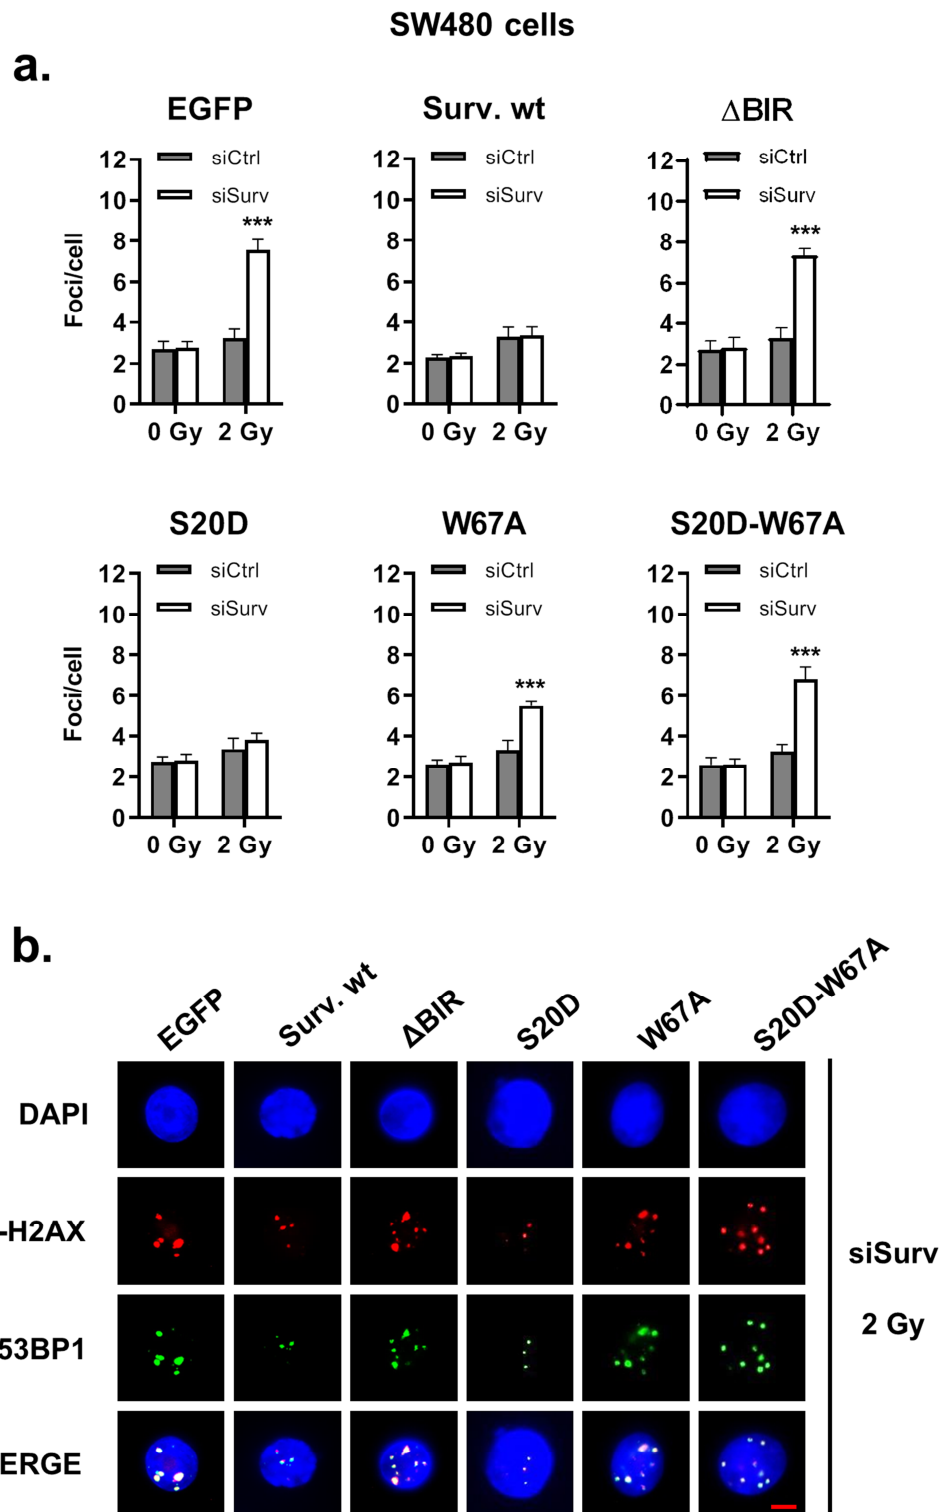 SW480 cells
a.
EGFP
Surv. wt
ΔBIR
siCtrl
siSurv
***
12
10
8
6
4
2
0
Foci/cell
0 Gy 2 Gy
siCtrl
siSurv
12
10
8
6
4
2
0
0 Gy 2 Gy
siCtrl
siSurv
***
12
10
8
6
4
2
0
0 Gy 2 Gy
S20D
W67A
S20D-W67A
siCtrl
siSurv
12
10
8
6
4
2
0
Foci/cell
0 Gy 2 Gy
siCtrl
siSurv
***
12
10
8
6
4
2
0
0 Gy 2 Gy
siCtrl
siSurv
***
12
10
8
6
4
2
0
0 Gy 2 Gy
b.
EGFP
Surv. wt
ΔBIR
S20D
W67A
S20D-W67A
DAPI
-H2AX
53BP1
ERGE
siSurv
2 Gy